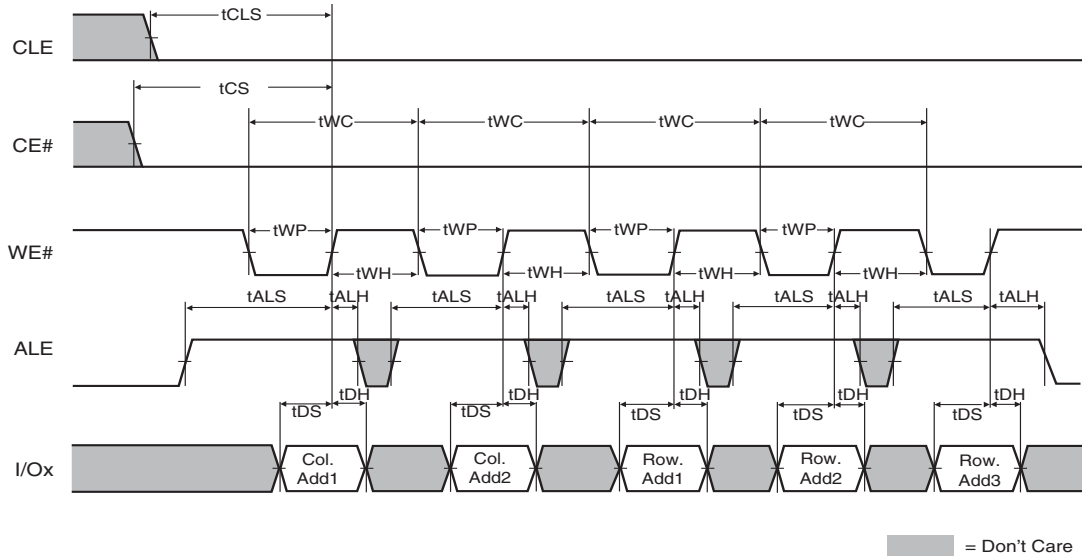 tCLS
CLE
tCS
tWC tWC tWC tWC
CE#
tWP tWP tWP tWP
WE#
tWH tWH tWH tWH
tALS tALH tALS tALH tALS tALH tALS tALH tALS tALH
ALE
tDS tDH tDS tDH tDS tDH tDS tDH tDS tDH
I/Ox
Col.
Add1
Col.
Add2
Row.
Add1
Row.
Add2
Row.
Add3
= Don't Care